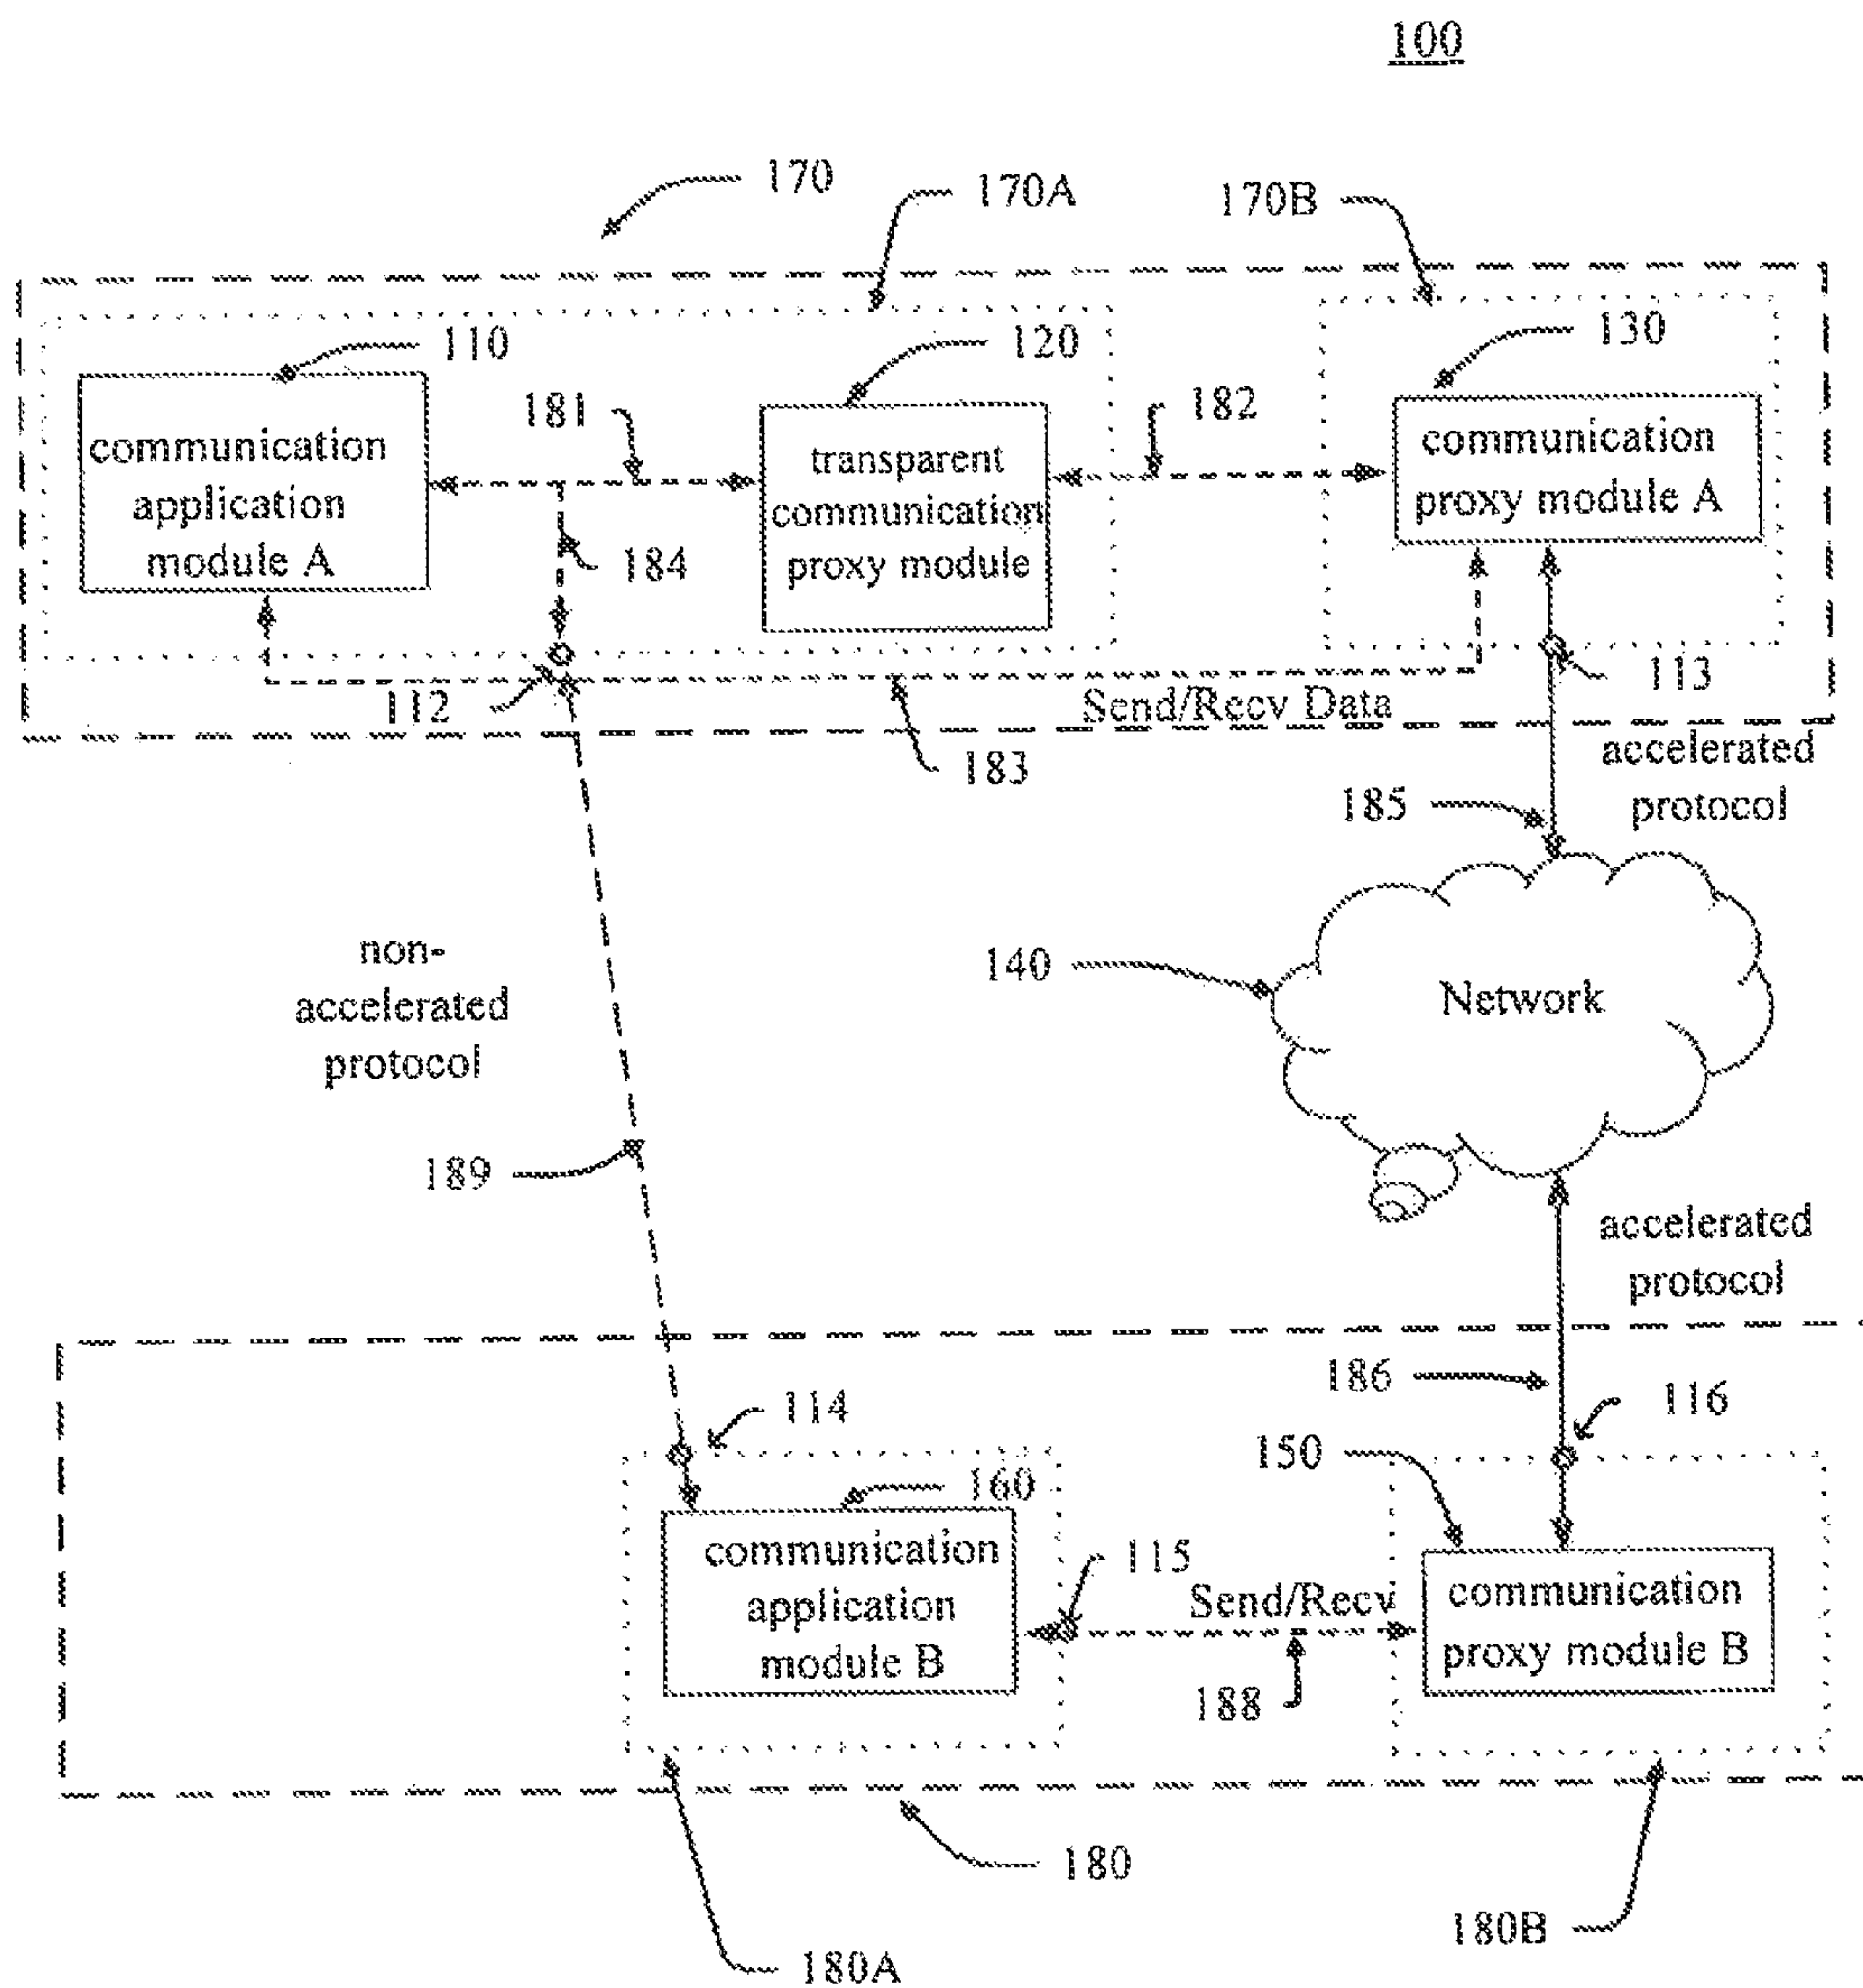 100
170
170A
170B
110
120
130
181
182
communication
application
module A
transparent
communication
proxy module
communication
proxy module A
184
112
Send/Recv Data
113
183
accelerated
protocol
185
non-
accelerated
protocol
140
Network
189
accelerated
protocol
186
114
116
150
160
communication
application
module B
115
Send/Recv
communication
proxy module B
188
180
180A
180B